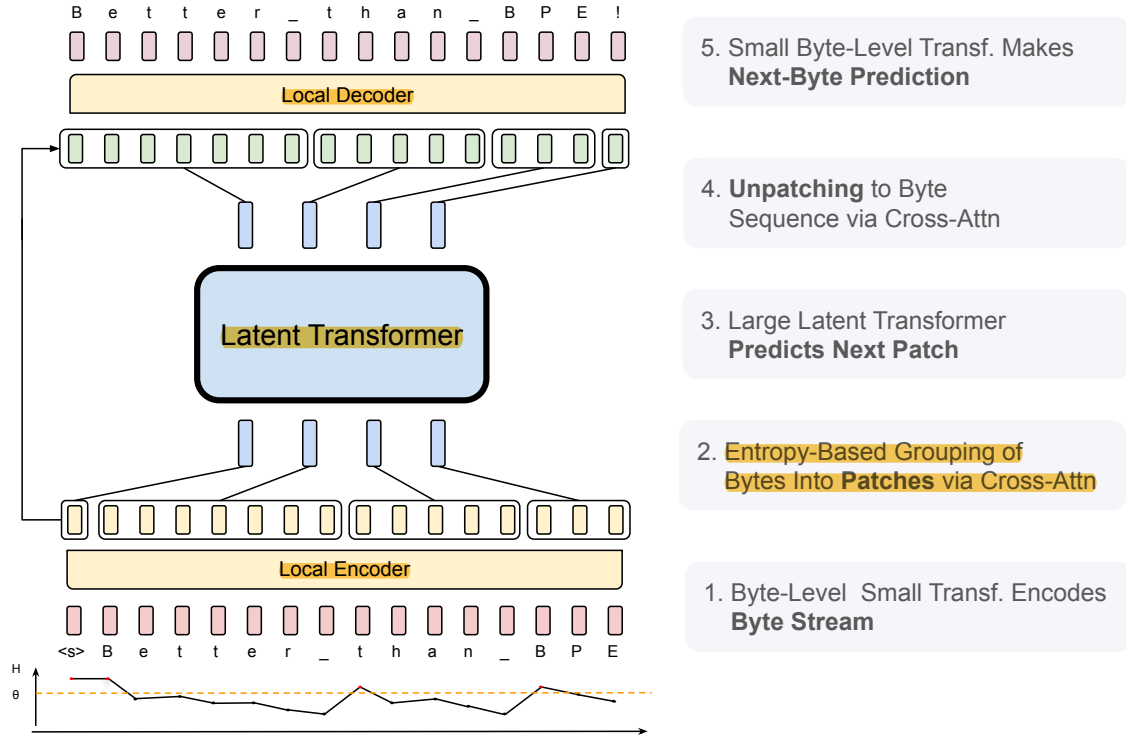 B e t t e r _ t h a n _ B P E !
Local Decoder
Latent Transformer
Local Encoder
<s> B e t t e r _ t h a n _ B P E
H
θ
5. Small Byte-Level Transf. Makes
Next-Byte Prediction
4. Unpatching to Byte
Sequence via Cross-Attn
3. Large Latent Transformer
Predicts Next Patch
2. Entropy-Based Grouping of
Bytes Into Patches via Cross-Attn
1. Byte-Level Small Transf. Encodes
Byte Stream